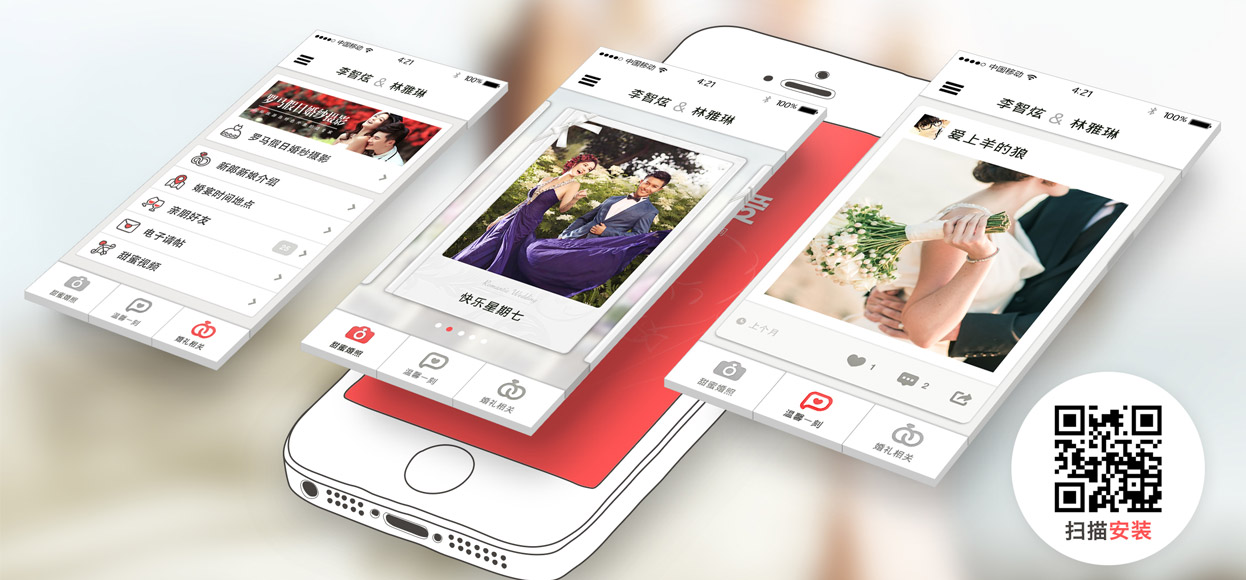 中国移动
4:21
100%
李智炫 & 林雅琳
罗马假日婚纱摄影
罗马假日婚纱摄影
新郎新娘介绍
婚宴时间地点
亲朋好友
电子请帖
25
甜蜜视频
甜蜜婚照
温馨一刻
婚礼相关
中国移动
4:21
100%
李智炫 & 林雅琳
Romantic Wedding
快乐星期七
甜蜜婚照
温馨一刻
婚礼相关
中国移动
4:21
100%
李智炫 & 林雅琳
爱上羊的狼
上个月
1
2
甜蜜婚照
温馨一刻
婚礼相关
扫描安装